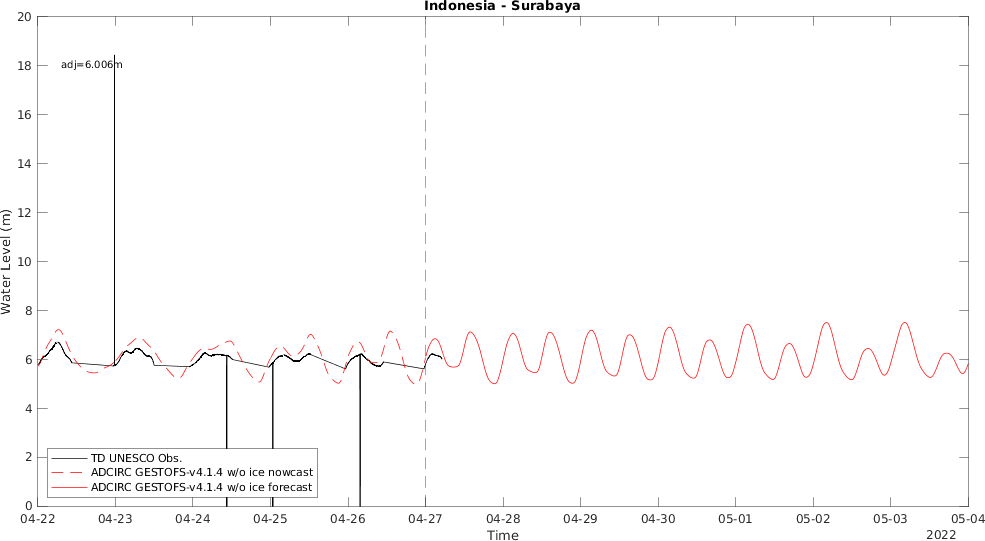 Indonesia - Surabaya
20
18
16
14
12
10
8
6
4
2
0
Water Level (m)
adj=6.006m
TD UNESCO Obs.
ADCIRC GESTOFS-v4.1.4 w/o ice nowcast
ADCIRC GESTOFS-v4.1.4 w/o ice forecast
04-22 04-23 04-24 04-25 04-26 04-27 04-28 04-29 04-30 05-01 05-02 05-03 05-04
Time
2022